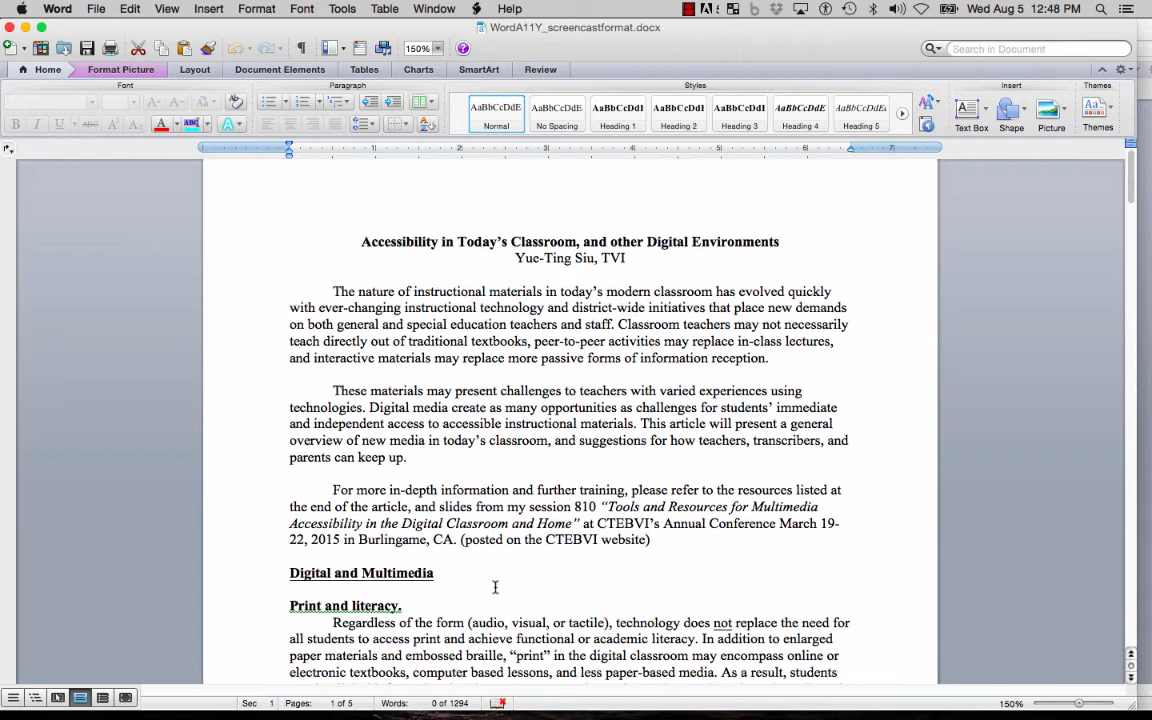 Word File Edit View Insert Format Font Tools Table Window Help Wed Aug 5 12:48 PM
WordA11Y_screencastformat.docx
150% Search in Document
Home Format Picture Layout Document Elements Tables Charts SmartArt Review
Font Paragraph Styles Insert Themes
AaBbCcDdE AaBbCcDdE AaBbCcDdI AaBbCcDdI AaBbCcDdI AaBbCcDdE AaBbCcDdE
Normal No Spacing Heading 1 Heading 2 Heading 3 Heading 4 Heading 5 Text Box Shape Picture Themes
1 2 3 4 5 6 7
Accessibility in Today’s Classroom, and other Digital Environments
Yue-Ting Siu, TVI
The nature of instructional materials in today’s modern classroom has evolved quickly
with ever-changing instructional technology and district-wide initiatives that place new demands
on both general and special education teachers and staff. Classroom teachers may not necessarily
teach directly out of traditional textbooks, peer-to-peer activities may replace in-class lectures,
and interactive materials may replace more passive forms of information reception.
These materials may present challenges to teachers with varied experiences using
technologies. Digital media create as many opportunities as challenges for students’ immediate
and independent access to accessible instructional materials. This article will present a general
overview of new media in today’s classroom, and suggestions for how teachers, transcribers, and
parents can keep up.
For more in-depth information and further training, please refer to the resources listed at
the end of the article, and slides from my session 810 “Tools and Resources for Multimedia
Accessibility in the Digital Classroom and Home” at CTEBVI’s Annual Conference March 19-
22, 2015 in Burlingame, CA. (posted on the CTEBVI website)
Digital and Multimedia
Print and literacy.
Regardless of the form (audio, visual, or tactile), technology does not replace the need for
all students to access print and achieve functional or academic literacy. In addition to enlarged
paper materials and embossed braille, “print” in the digital classroom may encompass online or
electronic textbooks, computer based lessons, and less paper-based media. As a result, students
Sec 1 Pages: 1 of 5 Words: 0 of 1294 150%